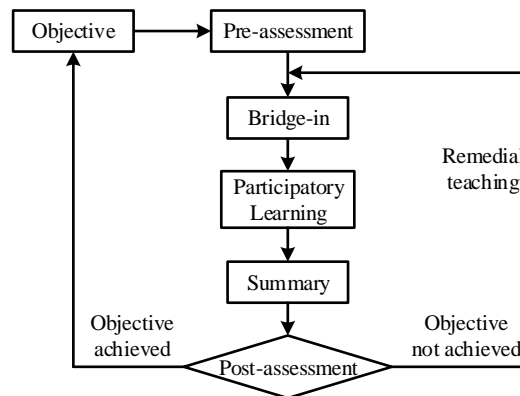 Objective
Pre-assessment
Bridge-in
Participatory
Learning
Remedial
teaching
Summary
Objective
achieved
Objective
not achieved
Post-assessment